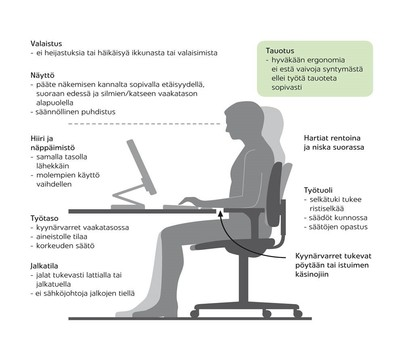 Valaistus
- ei heijastuksia tai häikäisyä ikkunasta tai valaisimista
Näyttö
- pääte näkemisen kannalta sopivalla etäisyydellä,
suoraan edessä ja silmien/katseen vaakatason
alapuolella
- säännöllinen puhdistus
Hiiri ja
näppäimistö
- samalla tasolla
lähekkäin
- molempien käyttö
vaihdellen
Työtaso
- kyynärvarret vaakatasossa
- aineistolle tilaa
- korkeuden säätö
Jalkatila
- jalat tukevasti lattialla tai
jalkatuella
- ei sähköjohtoja jalkojen tiellä
Tauotus
- hyväkään ergonomia
ei estä vaivoja syntymästä
ellei työtä tauoteta
sopivasti
Hartiat rentoina
ja niska suorassa
Työtuoli
- selkätuki tukee
ristiselkää
- säädöt kunnossa
- säätöjen opastus
Kyynärvarret tukevat
pöytään tai istuimen
käsinojiin